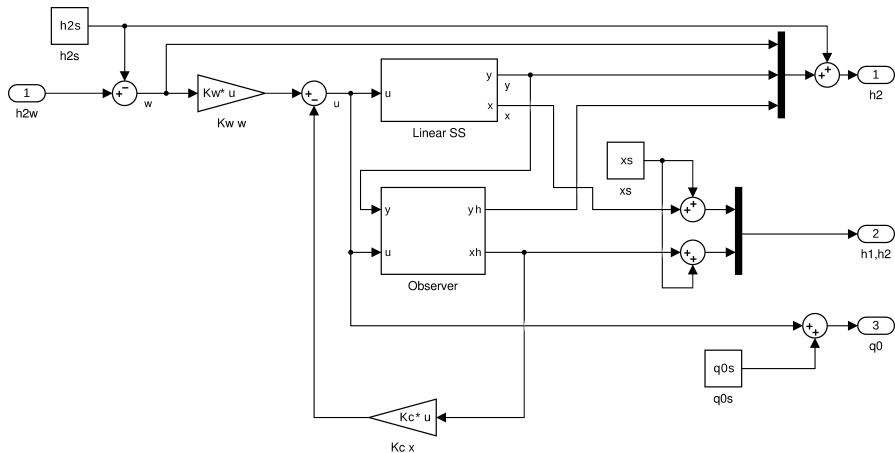 h2s
h2s
1
h2w
w
Kw* u
Kw w
u
u
y
x
y
x
Linear SS
1
h2
xs
xs
y
u
yh
xh
Observer
2
h1,h2
3
q0
q0s
q0s
Kc* u
Kc x